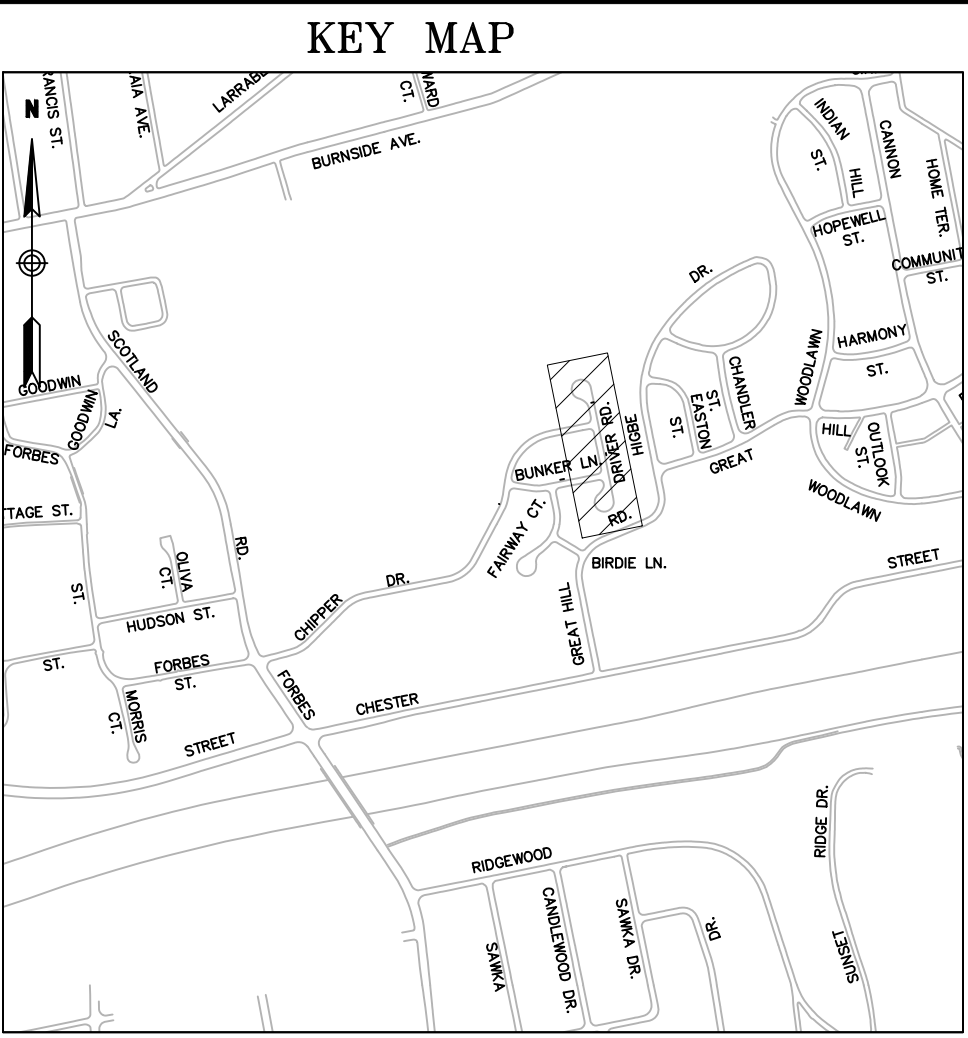 KEY MAP
RANCIS ST.
AIA AVE.
LARRABE
CT.
WARD
N
BURNSIDE AVE.
INDIAN
HILL
ST.
CANNON
HOME TER.
HOPEWELL
ST.
COMMUNIT
ST.
DR.
SCOTLAND
RD.
GOODWIN
GOODWIN
LA.
FORBES
ST.
TAGE ST.
HARMONY
ST.
WOODLAWN
CHANDLER
ST.
EASTON
ST.
HIGBE
DRIVER RD.
BUNKER LN.
GREAT
HILL
RD.
OUTLOOK
ST.
WOODLAWN
FAIRWAY CT.
BIRDIE LN.
STREET
OLIVA
CT.
CHIPPER
DR.
HUDSON ST.
GREAT HILL
ST.
FORBES
ST.
FORBES
MORRIS
CT.
STREET
CHESTER
RIDGEWOOD
RIDGE DR.
SUNSET
CANDLEWOOD DR.
SAWKA DR.
DR.
SAWKA